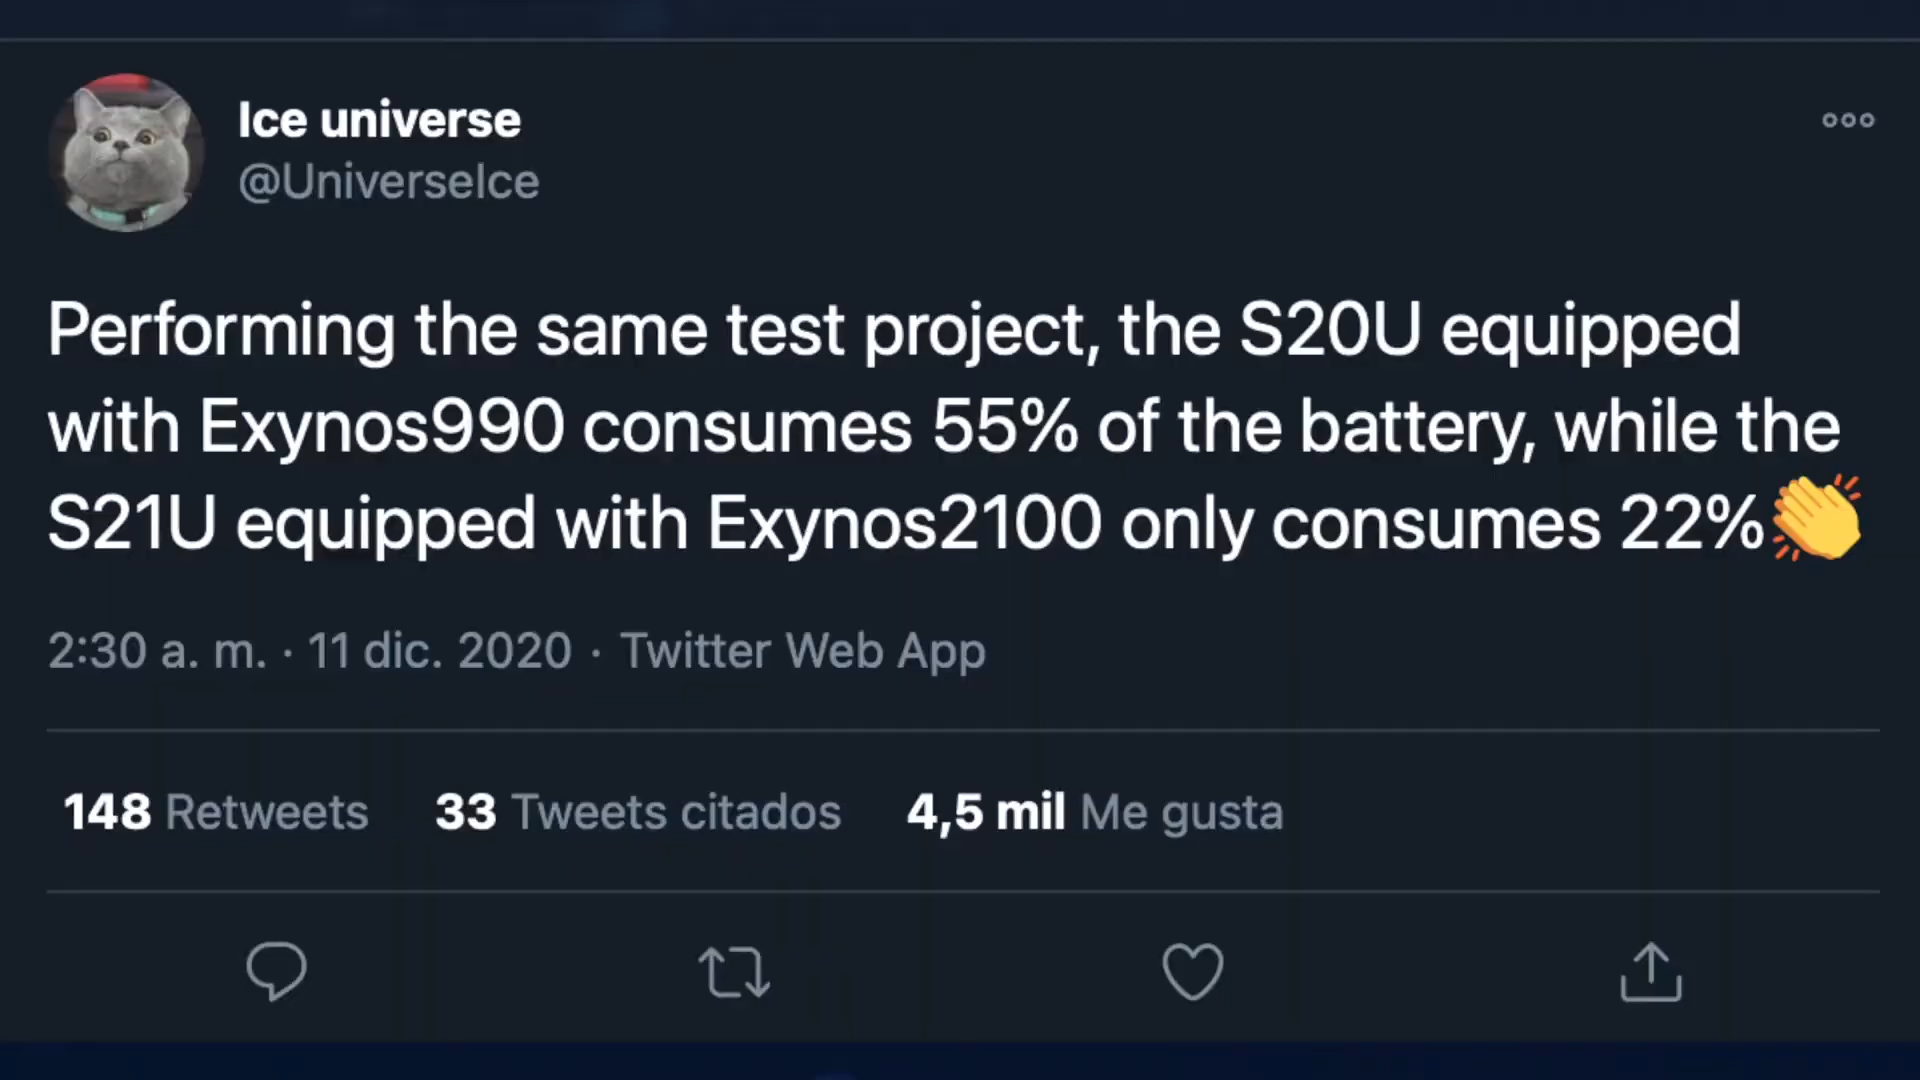 Ice universe
@UniverseIce
Performing the same test project, the S20U equipped
with Exynos990 consumes 55% of the battery, while the
S21U equipped with Exynos2100 only consumes 22%👏
2:30 a. m. · 11 dic. 2020 · Twitter Web App
148 Retweets 33 Tweets citados 4,5 mil Me gusta